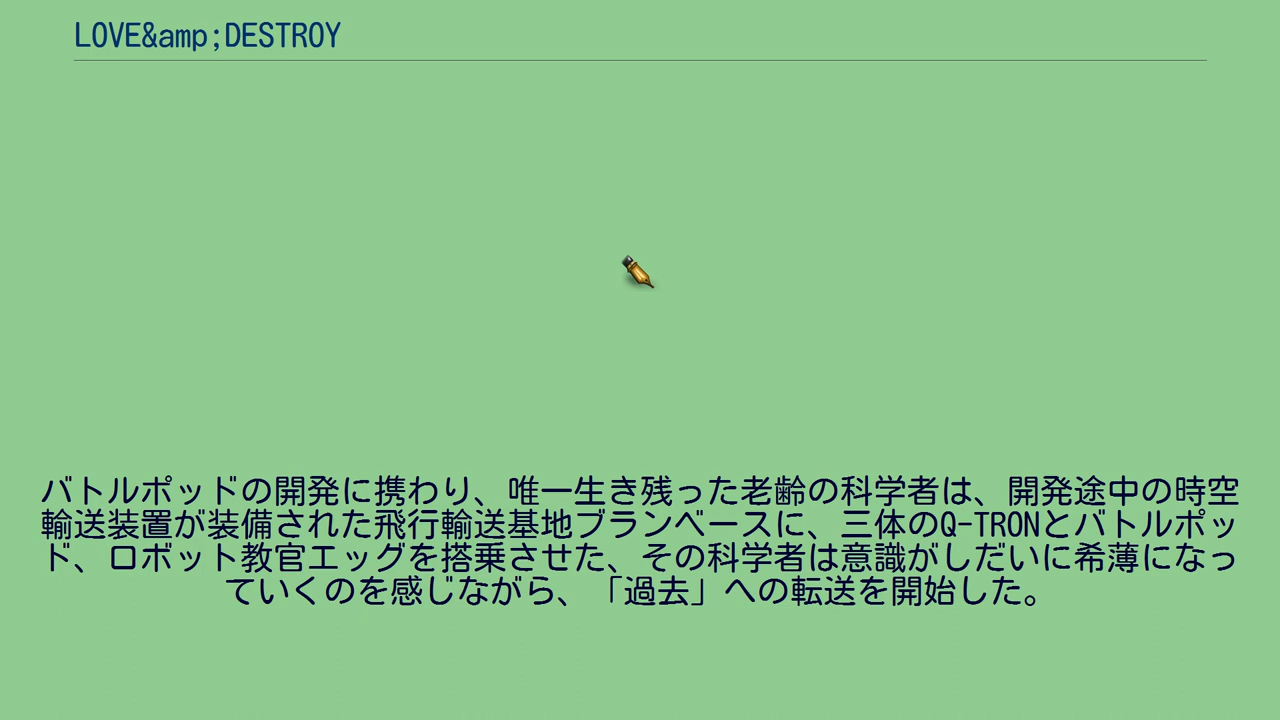 LOVE&amp;DESTROY
バトルポッドの開発に携わり、唯一生き残った老齢の科学者は、開発途中の時空
輸送装置が装備された飛行輸送基地ブランベースに、三体のQ-TRONとバトルポッ
ド、ロボット教官エッグを搭乗させた、その科学者は意識がしだいに希薄になっ
ていくのを感じながら、「過去」への転送を開始した。